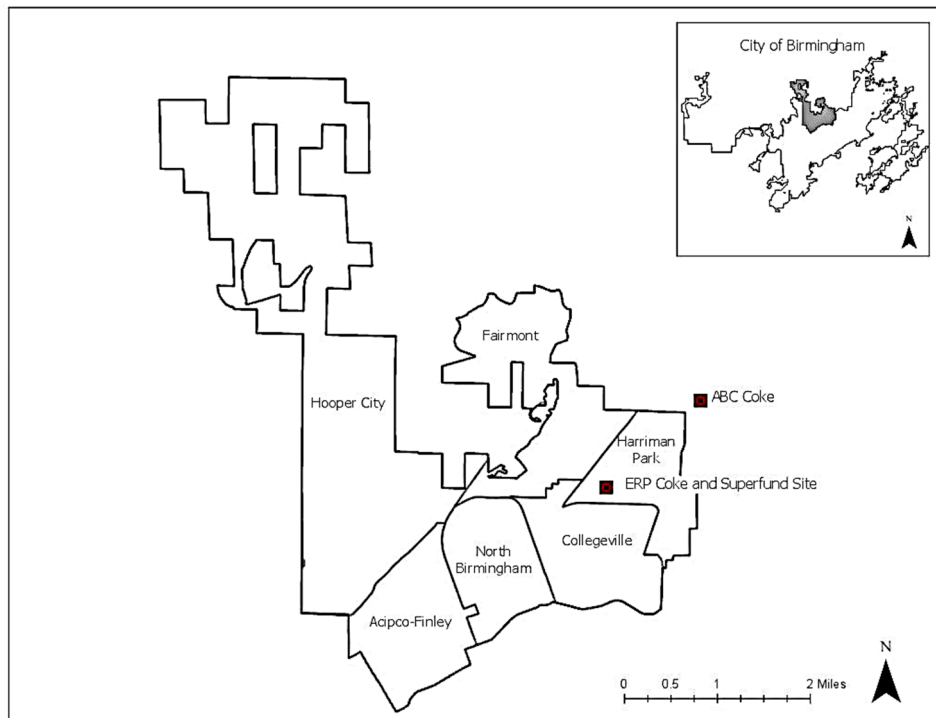 City of Birmingham
N
Fairmont
ABC Coke
Hooper City
Harriman
Park
ERP Coke and Superfund Site
Collegeville
North
Birmingham
Acipco-Finley
N
0 0.5 1 2 Miles